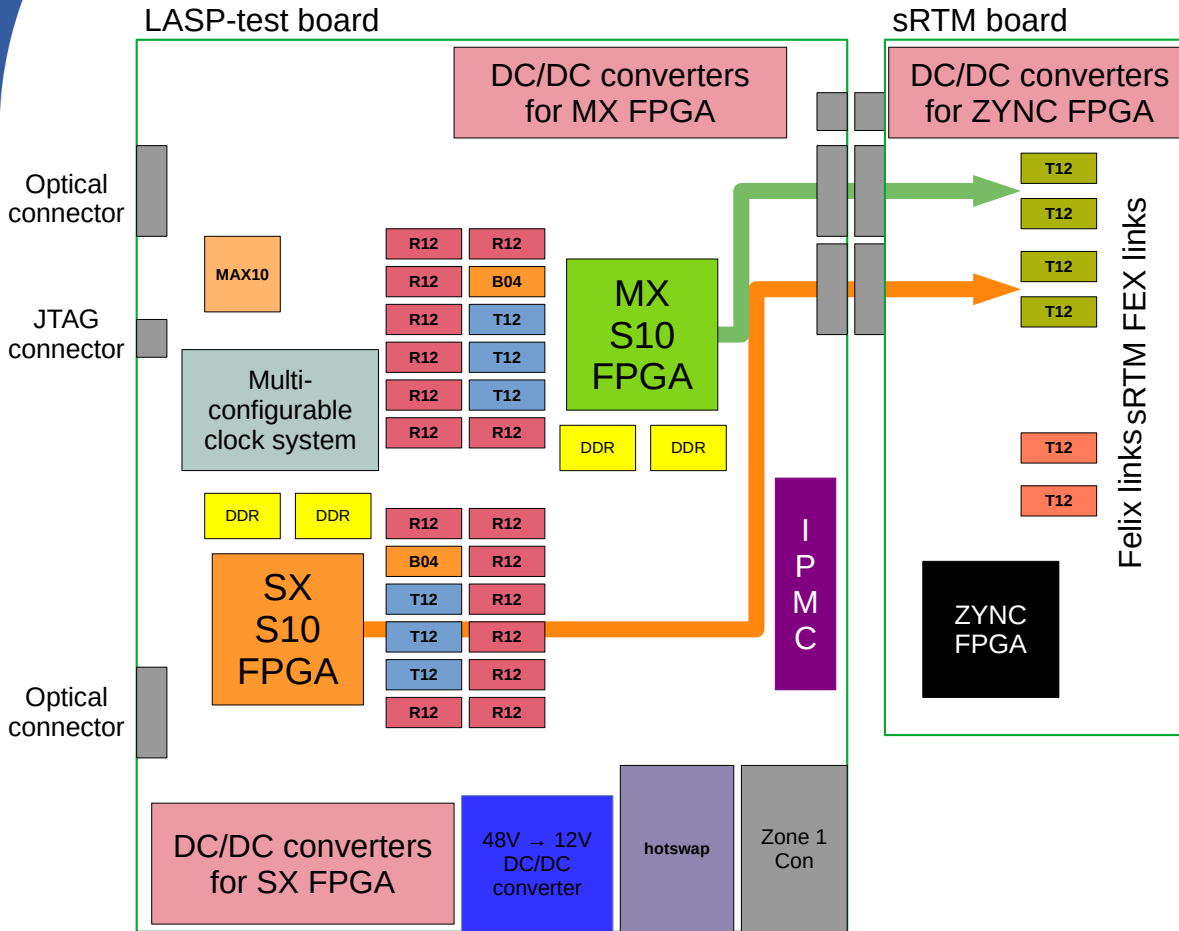 LASP-test board
sRTM board
DC/DC converters
for MX FPGA
DC/DC converters
for ZYNC FPGA
Optical
connector
JTAG
connector
Optical
connector
MAX10
Multi-
configurable
clock system
R12 R12
R12 B04
R12 T12
R12 T12
R12 T12
R12 R12
MX
S10
FPGA
DDR DDR
DDR DDR
SX
S10
FPGA
R12 R12
B04 R12
T12 R12
T12 R12
T12 R12
R12 R12
I
P
M
C
DC/DC converters
for SX FPGA
48V → 12V
DC/DC
converter
hotswap
Zone 1
Con
T12
T12
T12
T12
sRTM FEX links
T12
T12
Felix links
ZYNC
FPGA